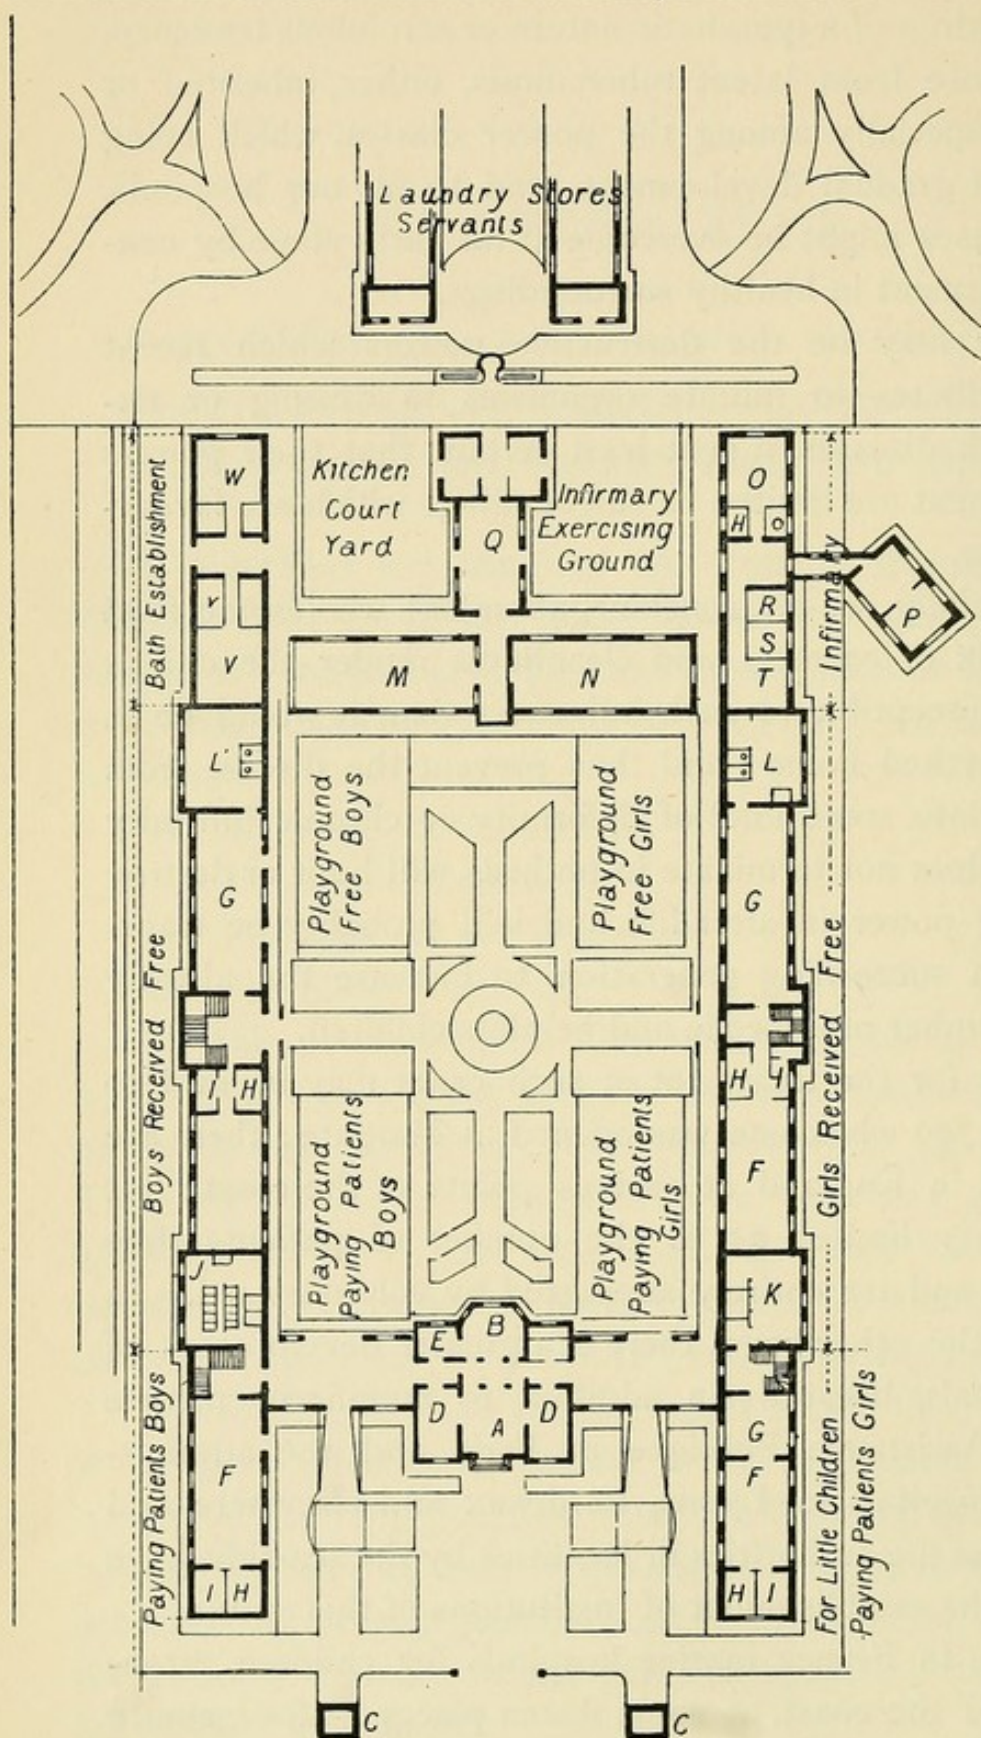 Laundry Stores
Servants
Kitchen
Court
Yard
Infirmary
Exercising
Ground
W
Q
O
H
O
P
R
S
T
Y
V
M
N
L
L
Bath Establishment
Infirmary
Playground
Free Boys
Playground
Free Girls
G
G
Boys Received Free
Girls Received Free
I
H
H
I
F
Playground
Paying Patients
Boys
Playground
Paying Patients
Girls
J
K
E
B
D
A
D
F
G
F
I
H
H
I
Paying Patients Boys
For Little Children
Paying Patients Girls
C
C